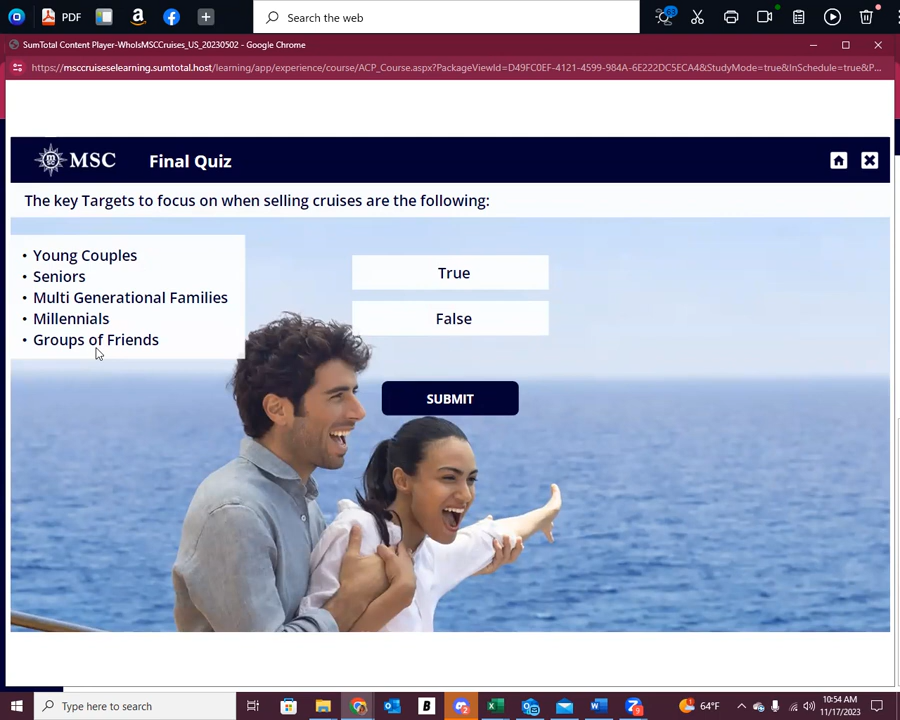 PDF
Search the web
SumTotal Content Player-WhoIsMSCCruises_US_20230502 - Google Chrome
https://msccruiseselearning.sumtotal.host/learning/app/experience/course/ACP_Course.aspx?PackageViewId=D49FC0EF-4121-4599-984A-6E222DC5ECA4&StudyMode=true&InSchedule=true&P...
MSC
Final Quiz
The key Targets to focus on when selling cruises are the following:
• Young Couples
• Seniors
• Multi Generational Families
• Millennials
• Groups of Friends
True
False
SUBMIT
Type here to search
B
64°F
10:54 AM
11/17/2023